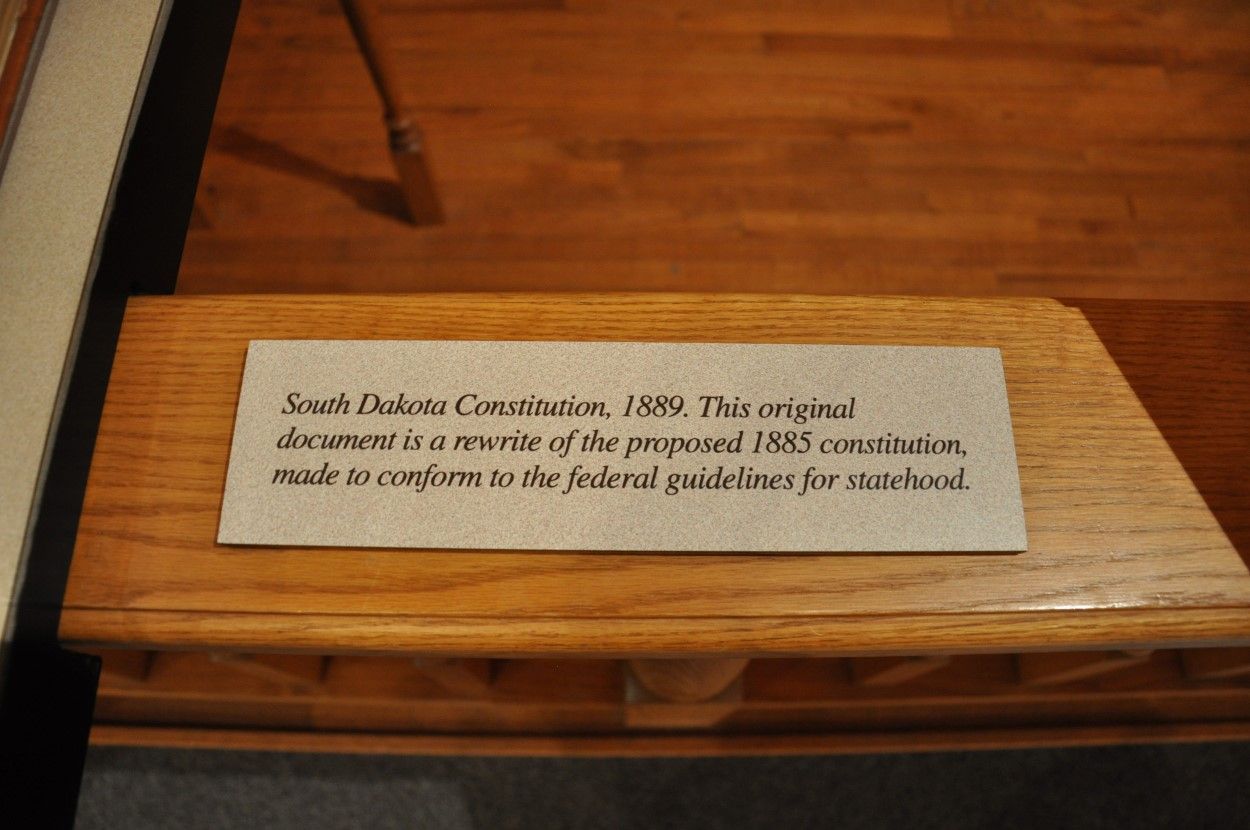 South Dakota Constitution, 1889. This original
document is a rewrite of the proposed 1885 constitution,
made to conform to the federal guidelines for statehood.